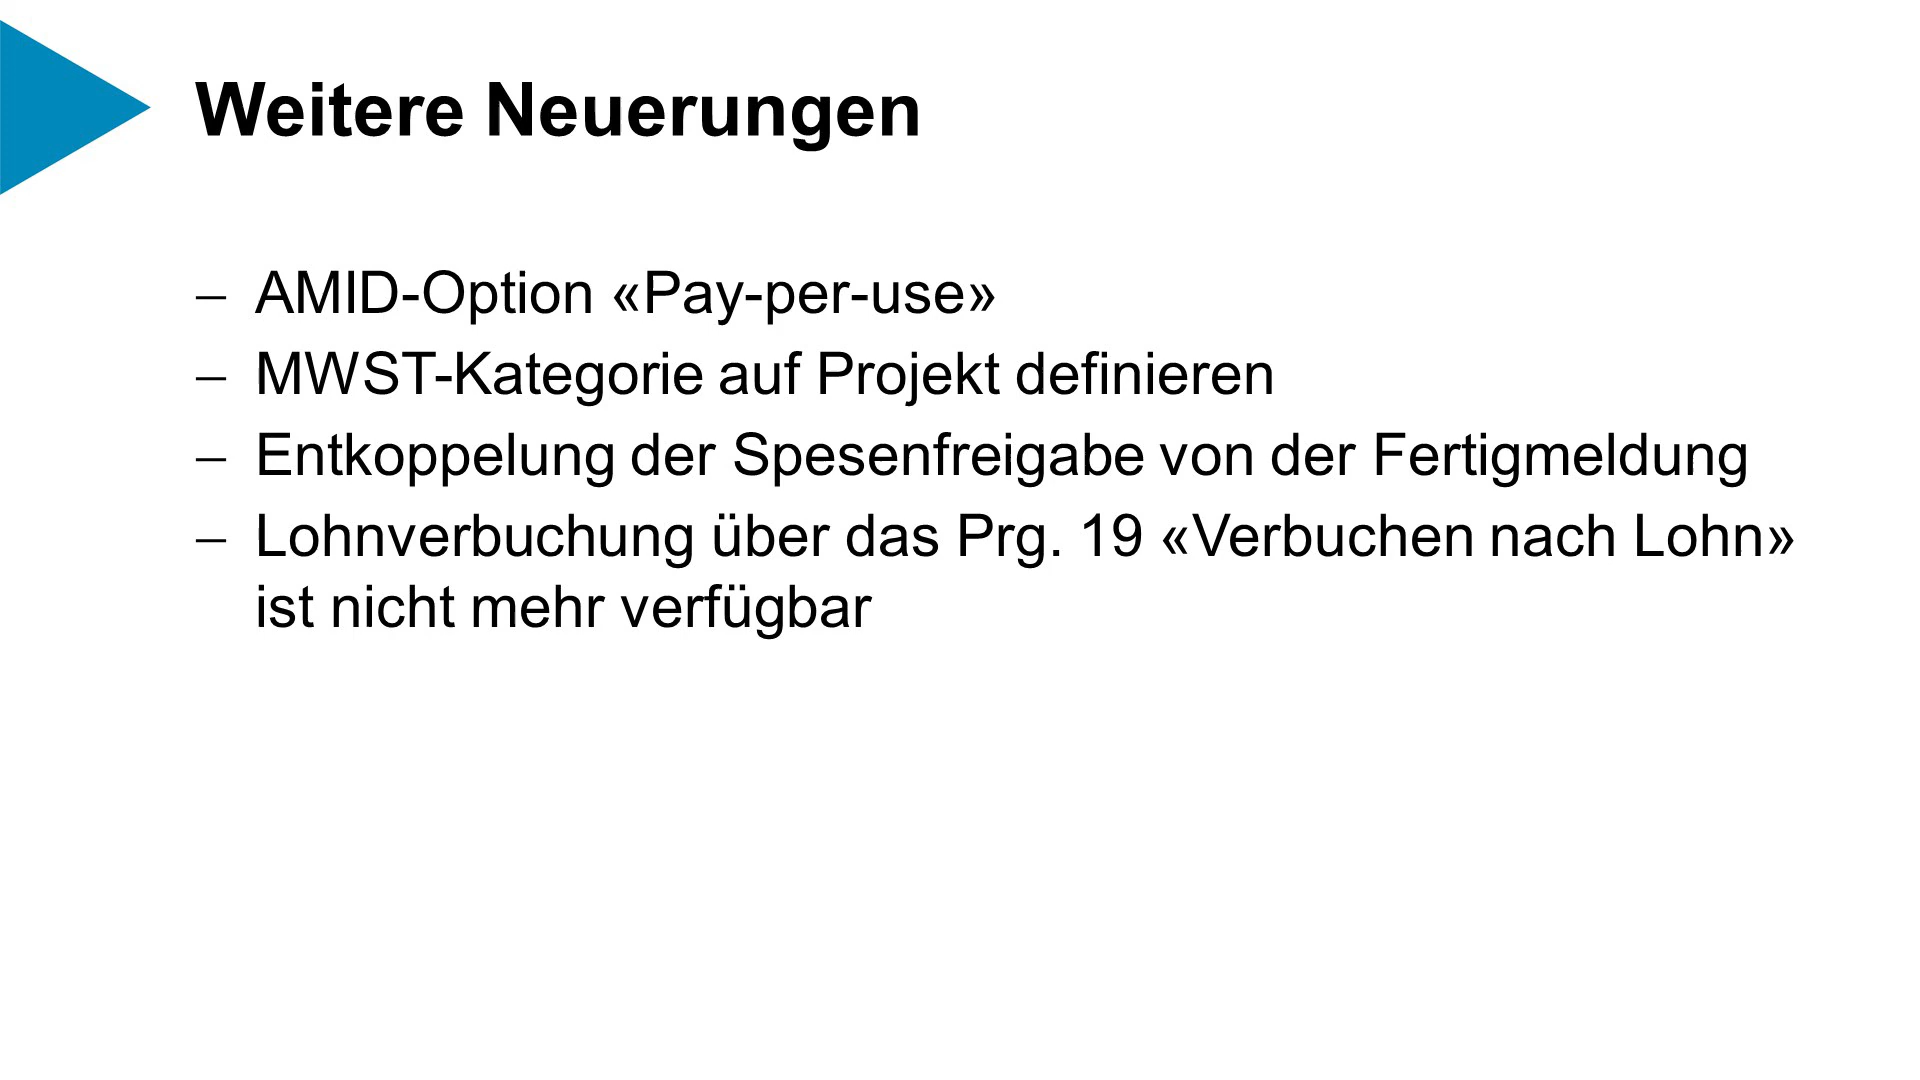 Weitere Neuerungen
– AMID-Option «Pay-per-use»
– MWST-Kategorie auf Projekt definieren
– Entkoppelung der Spesenfreigabe von der Fertigmeldung
– Lohnverbuchung über das Prg. 19 «Verbuchen nach Lohn»
ist nicht mehr verfügbar